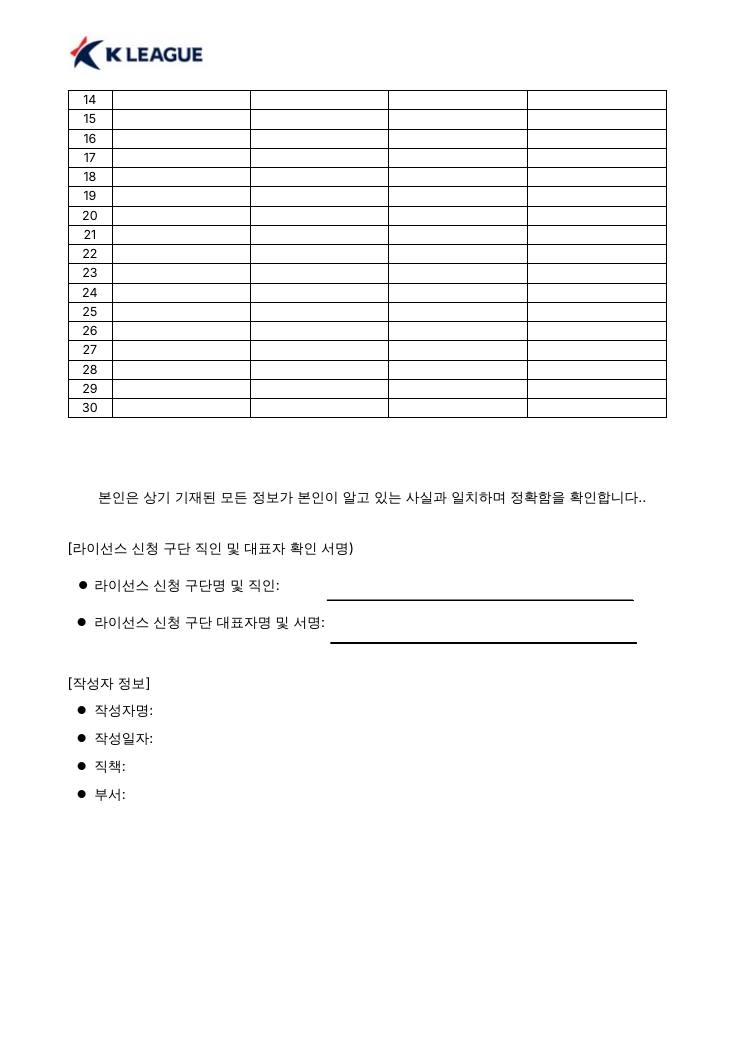 K LEAGUE
14
15
16
17
18
19
20
21
22
23
24
25
26
27
28
29
30
본인은 상기 기재된 모든 정보가 본인이 알고 있는 사실과 일치하며 정확함을 확인합니다..
[라이선스 신청 구단 직인 및 대표자 확인 서명)
● 라이선스 신청 구단명 및 직인:
● 라이선스 신청 구단 대표자명 및 서명:
[작성자 정보]
● 작성자명:
● 작성일자:
● 직책:
● 부서: